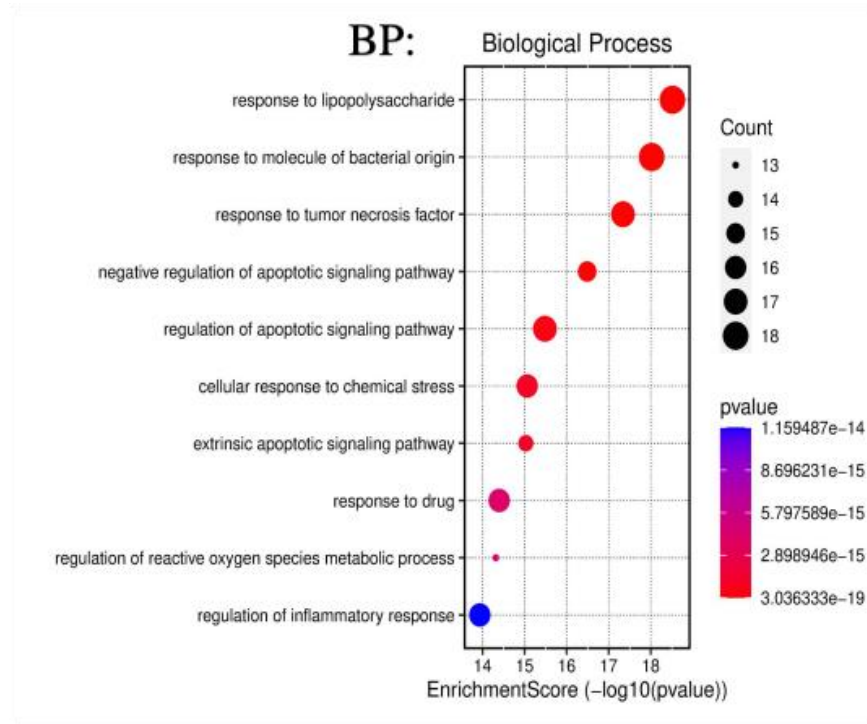 BP:
Biological Process
response to lipopolysaccharide
response to molecule of bacterial origin
response to tumor necrosis factor
negative regulation of apoptotic signaling pathway
regulation of apoptotic signaling pathway
cellular response to chemical stress
extrinsic apoptotic signaling pathway
response to drug
regulation of reactive oxygen species metabolic process
regulation of inflammatory response
14 15 16 17 18
EnrichmentScore (−log10(pvalue))
Count
13
14
15
16
17
18
pvalue
1.159487e−14
8.696231e−15
5.797589e−15
2.898946e−15
3.036333e−19